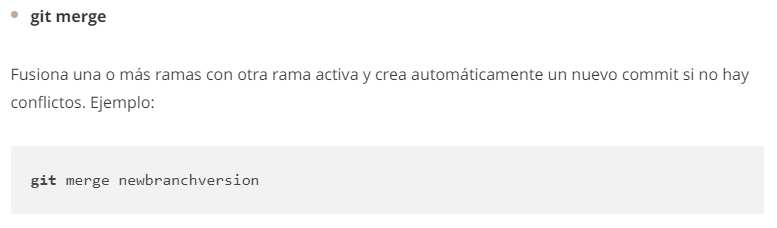 git merge
Fusiona una o más ramas con otra rama activa y crea automáticamente un nuevo commit si no hay
conflictos. Ejemplo:
git merge newbranchversion